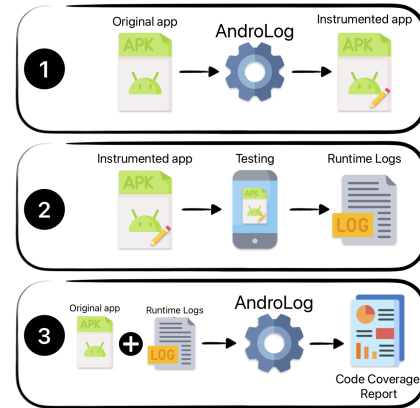 Original app
AndroLog
Instrumented app
APK
APK
1
Instrumented app
Testing
Runtime Logs
APK
APK
2
LOG
Original app
Runtime Logs
AndroLog
APK
3
LOG
Code Coverage
Report